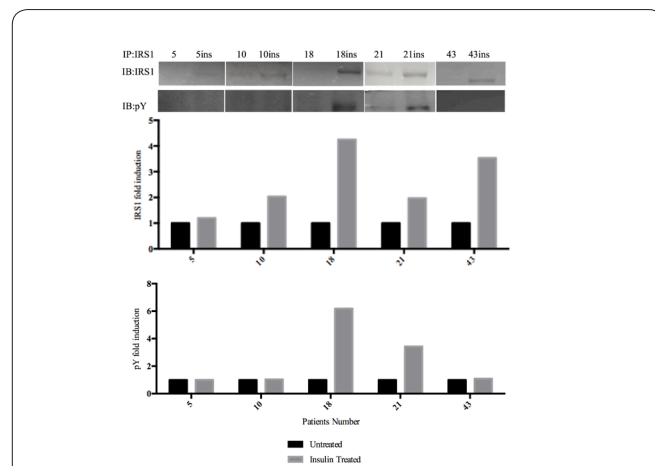 IP:IRS1 5 5ins 10 10ins 18 18ins 21 21ins 43 43ins
IB:IRS1
IB:pY
IRS1 fold induction
5
4
3
2
1
0
5 10 18 21 43
pY fold induction
8
6
4
2
0
5 10 18 21 43
Patients Number
Untreated
Insulin Treated